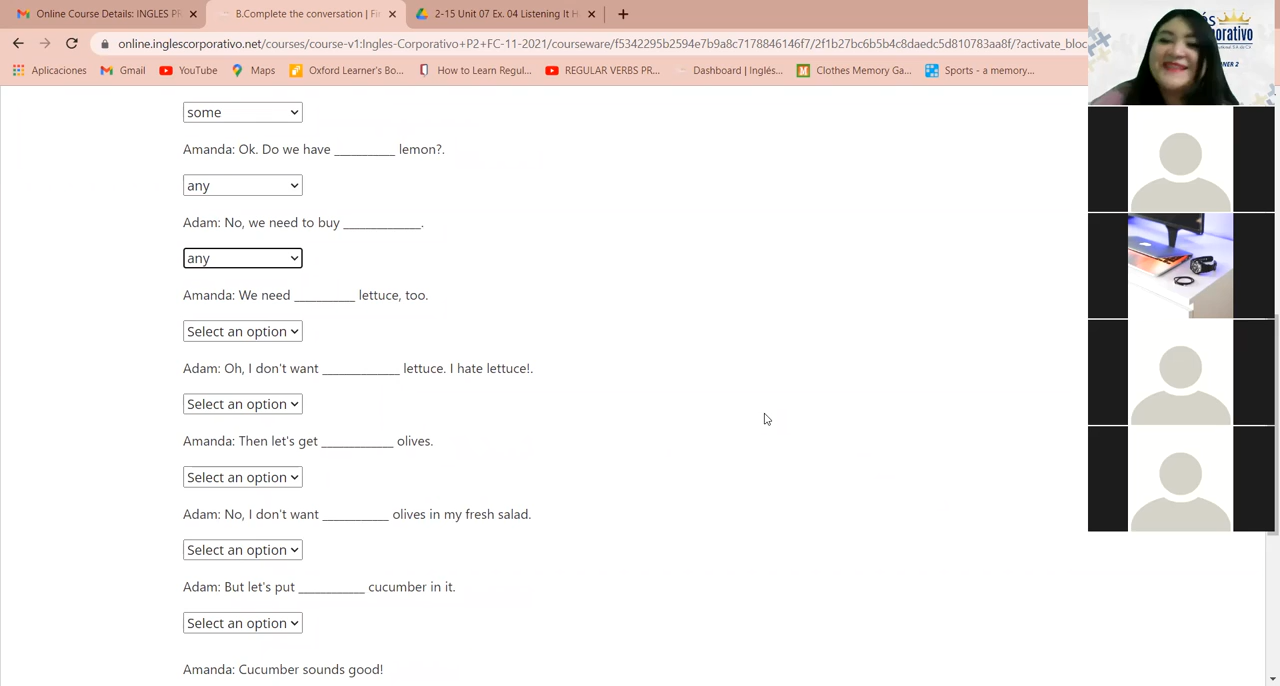 Online Course Details: INGLES PR
B.Complete the conversation | Fi
2-15 Unit 07 Ex. 04 Listening It H
online.inglescorporativo.net/courses/course-v1:Ingles-Corporativo+P2+FC-11-2021/courseware/f5342295b2594e7b9a8c7178846146f7/2f1b27bc6b5b4c8daedc5d810783aa8f/?activate_bloc
Aplicaciones
Gmail
YouTube
Maps
Oxford Learner's Bo...
How to Learn Regul...
REGULAR VERBS PR...
Dashboard | Inglés...
Clothes Memory Ga...
Sports - a memory...
some
Amanda: Ok. Do we have __________ lemon?.
any
Adam: No, we need to buy _____________.
any
Amanda: We need __________ lettuce, too.
Select an option
Adam: Oh, I don't want _____________ lettuce. I hate lettuce!.
Select an option
Amanda: Then let's get ____________ olives.
Select an option
Adam: No, I don't want ___________ olives in my fresh salad.
Select an option
Adam: But let's put ___________ cucumber in it.
Select an option
Amanda: Cucumber sounds good!